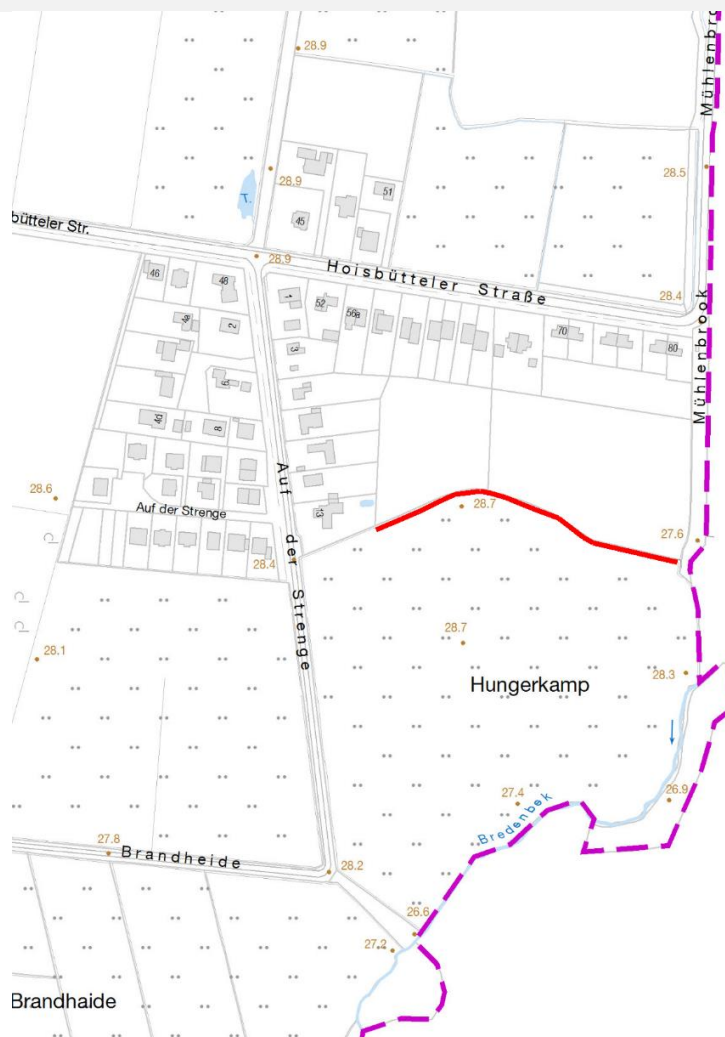 Mühlenbro
28.9
28.5
28.9
T.
51
45
bütteler Str.
28.9
Hoisbütteler Straße
28.4
Mühlenbrook
46
48
1
52
56a
2
3
70
80
8
13
28.6
Auf der Strenge
Auf der Strenge
28.7
27.6
28.4
28.1
28.7
28.3
Hungerkamp
27.4
26.9
Bredenbek
27.8
Brandheide
28.2
26.6
27.2
Brandhaide